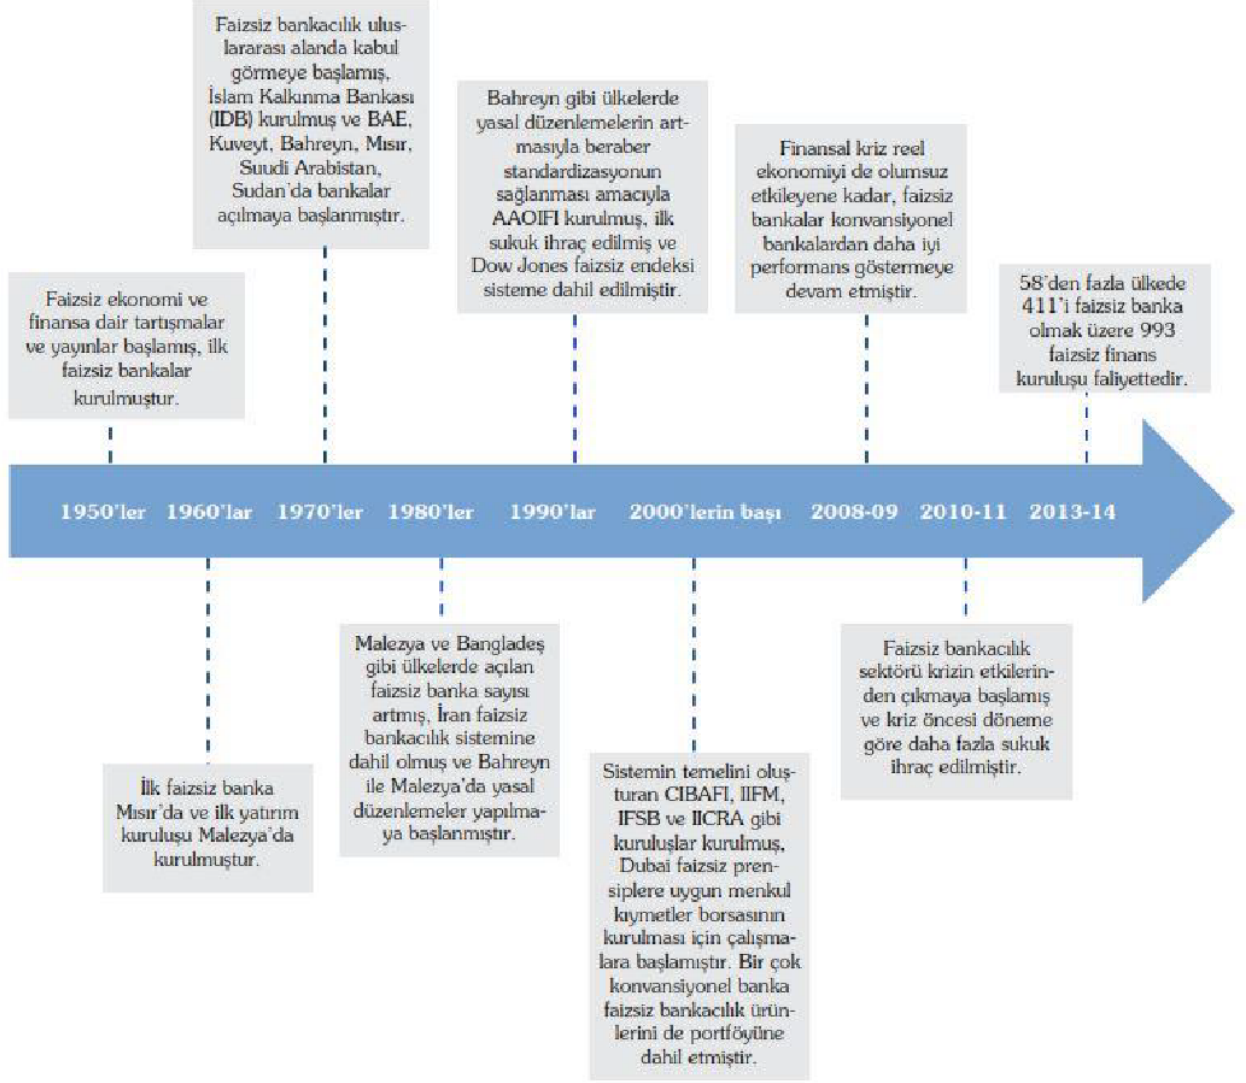 Faizsiz bankacılık ulus-
lararası alanda kabul
görmeye başlamış,
İslam Kalkınma Bankası
(IDB) kurulmuş ve BAE,
Kuveyt, Bahreyn, Mısır,
Suudi Arabistan,
Sudan'da bankalar
açılmaya başlanmıştır.
Bahreyn gibi ülkelerde
yasal düzenlemelerin art-
masıyla beraber
standardizasyonun
sağlanması amacıyla
AAOIFI kurulmuş, ilk
sukuk ihraç edilmiş ve
Dow Jones faizsiz endeksi
sisteme dahil edilmiştir.
Finansal kriz reel
ekonomiyi de olumsuz
etkileyene kadar, faizsiz
bankalar konvansiyonel
bankalardan daha iyi
performans göstermeye
devam etmiştir.
58'den fazla ülkede
411'i faizsiz banka
olmak üzere 993
faizsiz finans
kuruluşu faliyettedir.
Faizsiz ekonomi ve
finansa dair tartışmalar
ve yayınlar başlamış, ilk
faizsiz bankalar
kurulmuştur.
1950'ler 1960'lar 1970'ler 1980'ler 1990'lar 2000'lerin başı 2008-09 2010-11 2013-14
İlk faizsiz banka
Mısır'da ve ilk yatırım
kuruluşu Malezya'da
kurulmuştur.
Malezya ve Bangladeş
gibi ülkelerde açılan
faizsiz banka sayısı
artmış, İran faizsiz
bankacılık sistemine
dahil olmuş ve Bahreyn
ile Malezya'da yasal
düzenlemeler yapılma-
ya başlanmıştır.
Sistemin temelini oluş-
turan CIBAFI, IIFM,
IFSB ve IICRA gibi
kuruluşlar kurulmuş,
Dubai faizsiz pren-
siplere uygun menkul
kıymetler borsasının
kurulması için çalışma-
lara başlamıştır. Bir çok
konvansiyonel banka
faizsiz bankacılık ürün-
lerini de portföyüne
dahil etmiştir.
Faizsiz bankacılık
sektörü krizin etkilerin-
den çıkmaya başlamış
ve kriz öncesi döneme
göre daha fazla sukuk
ihraç edilmiştir.